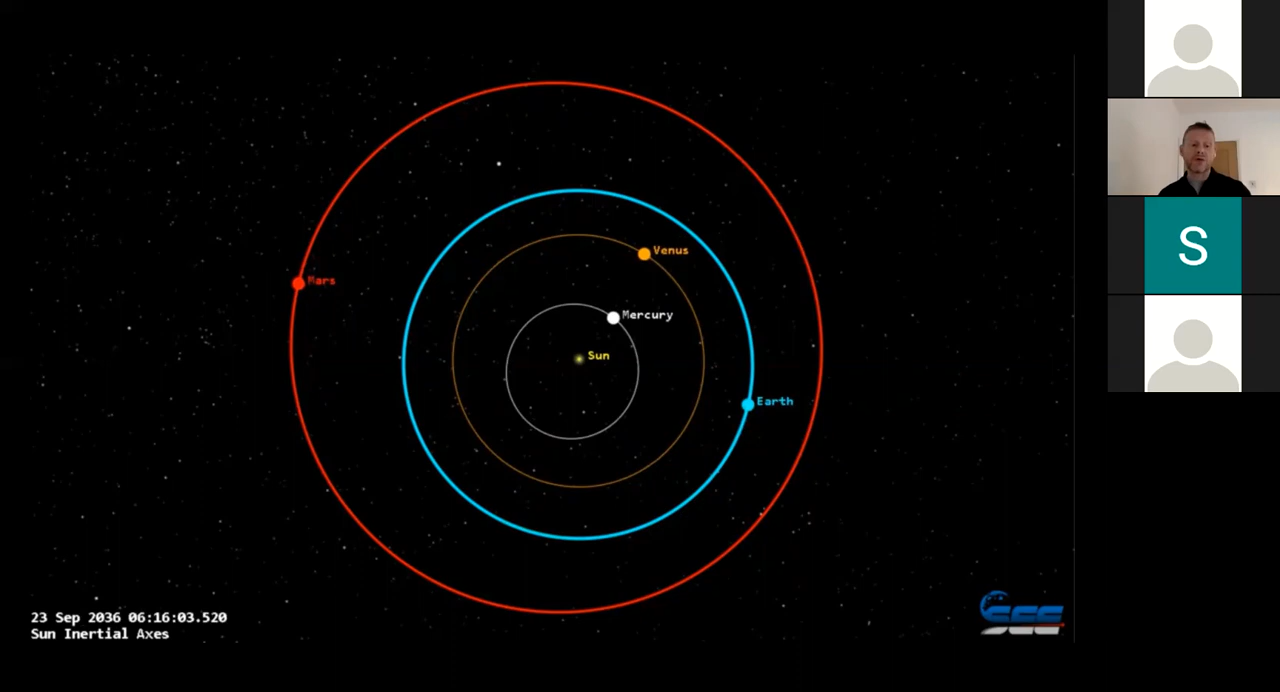 Venus
Mars
Mercury
Sun
Earth
23 Sep 2036 06:16:03.520
Sun Inertial Axes
S